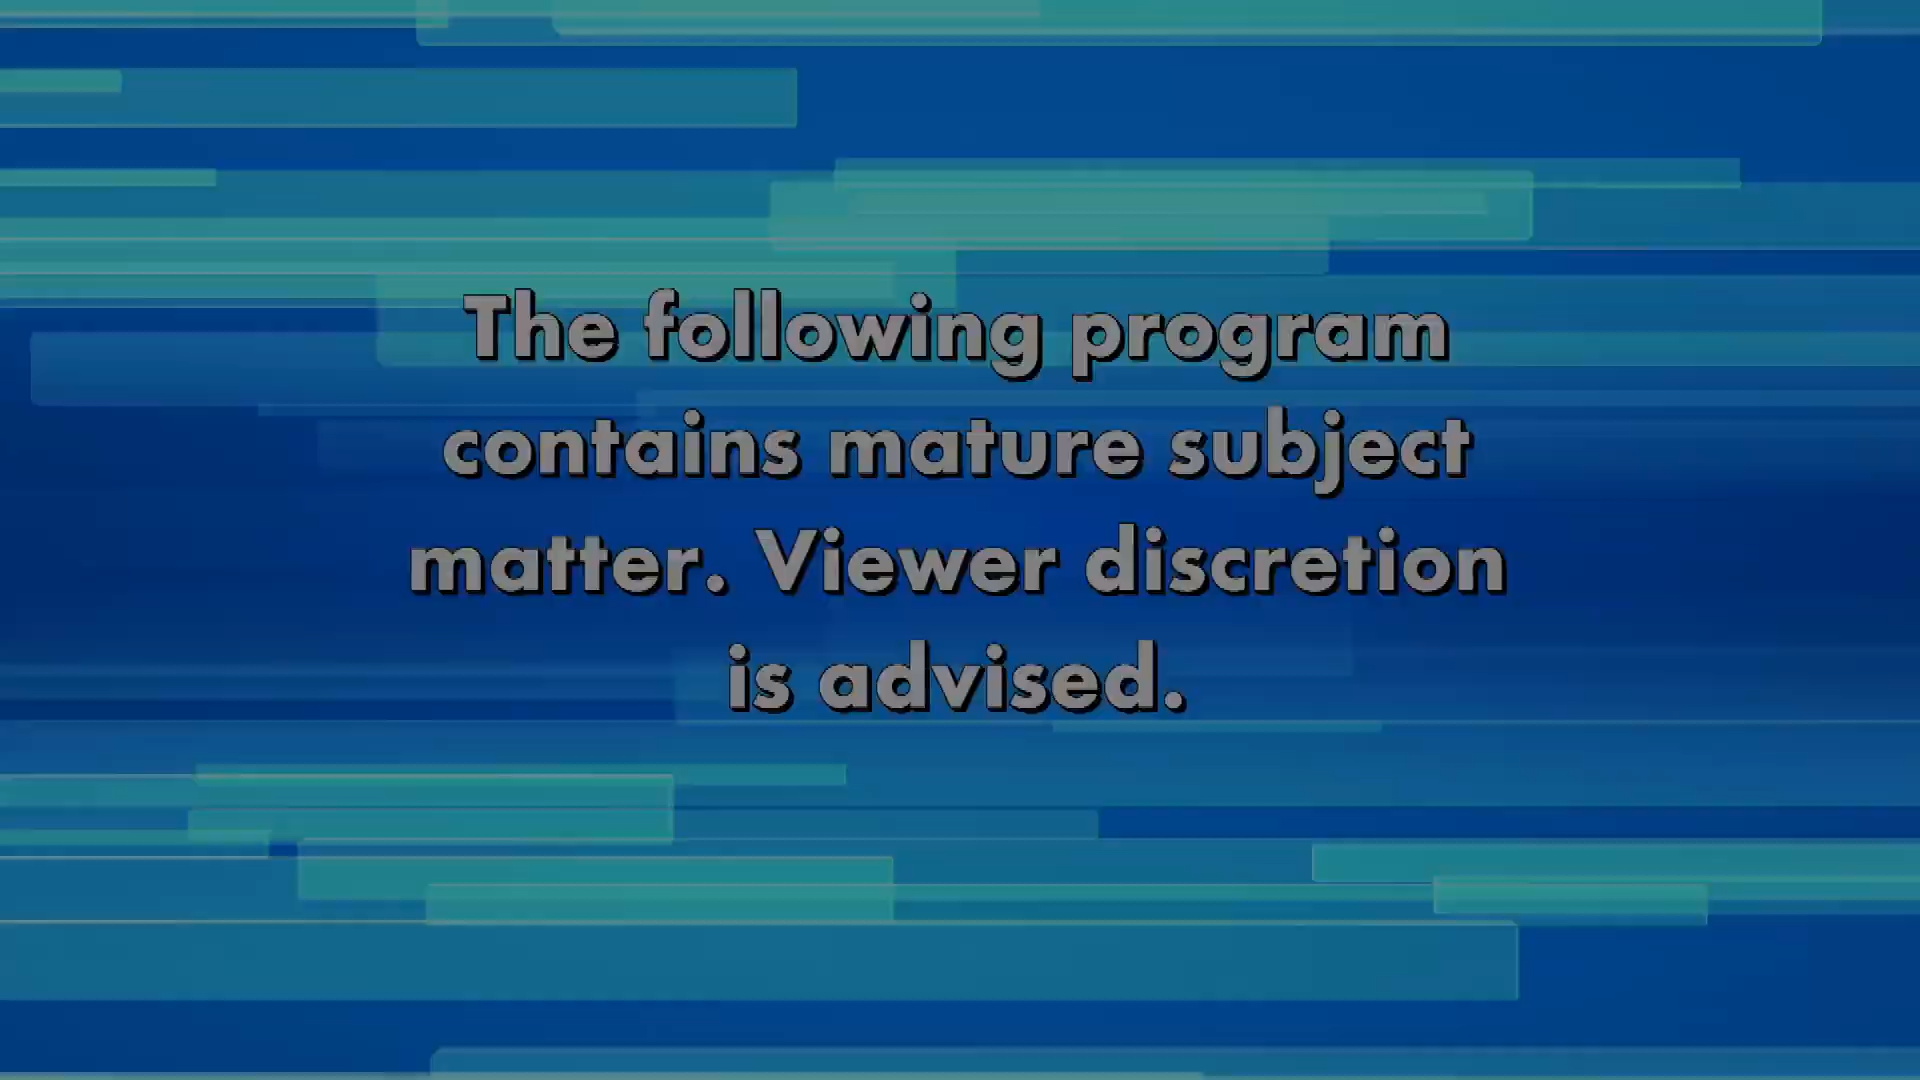 The following program
contains mature subject
matter. Viewer discretion
is advised.